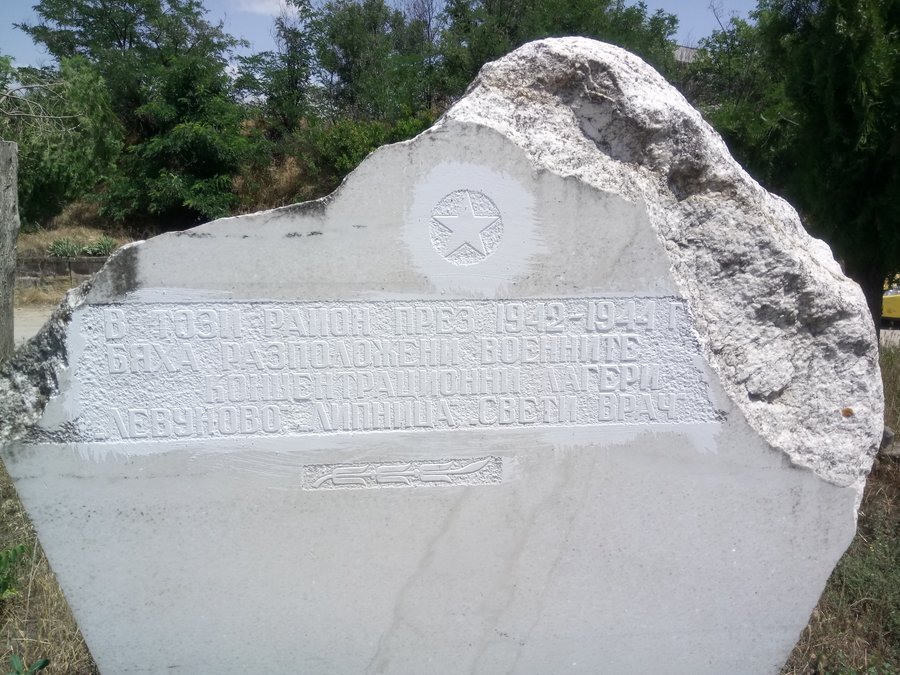 В ТОЗИ РАЙОН ПРЕЗ 1942-1944 Г
БЯХА РАЗПОЛОЖЕНИ ВОЕННИТЕ
КОНЦЕНТРАЦИОННИ ЛАГЕРИ
ЛЕВУНОВО ЛИПНИЦА СВЕТИ ВРАЧ